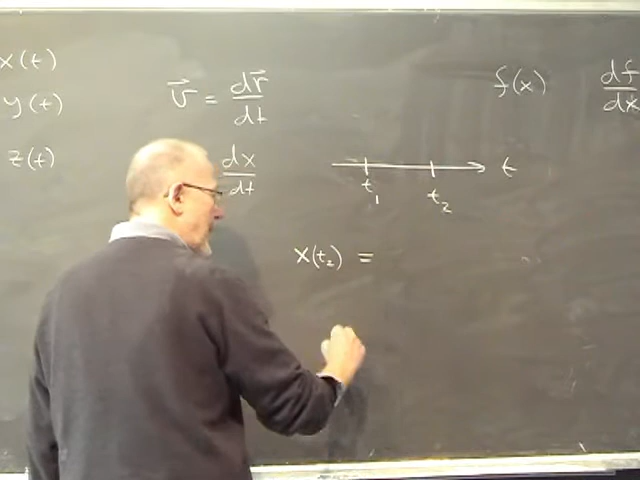 x(t)
y(t)
z(t)
v⃗ = dr⃗/dt
dx/dt
t₁ t₂ t
x(t₂) =
f(x) df/dx